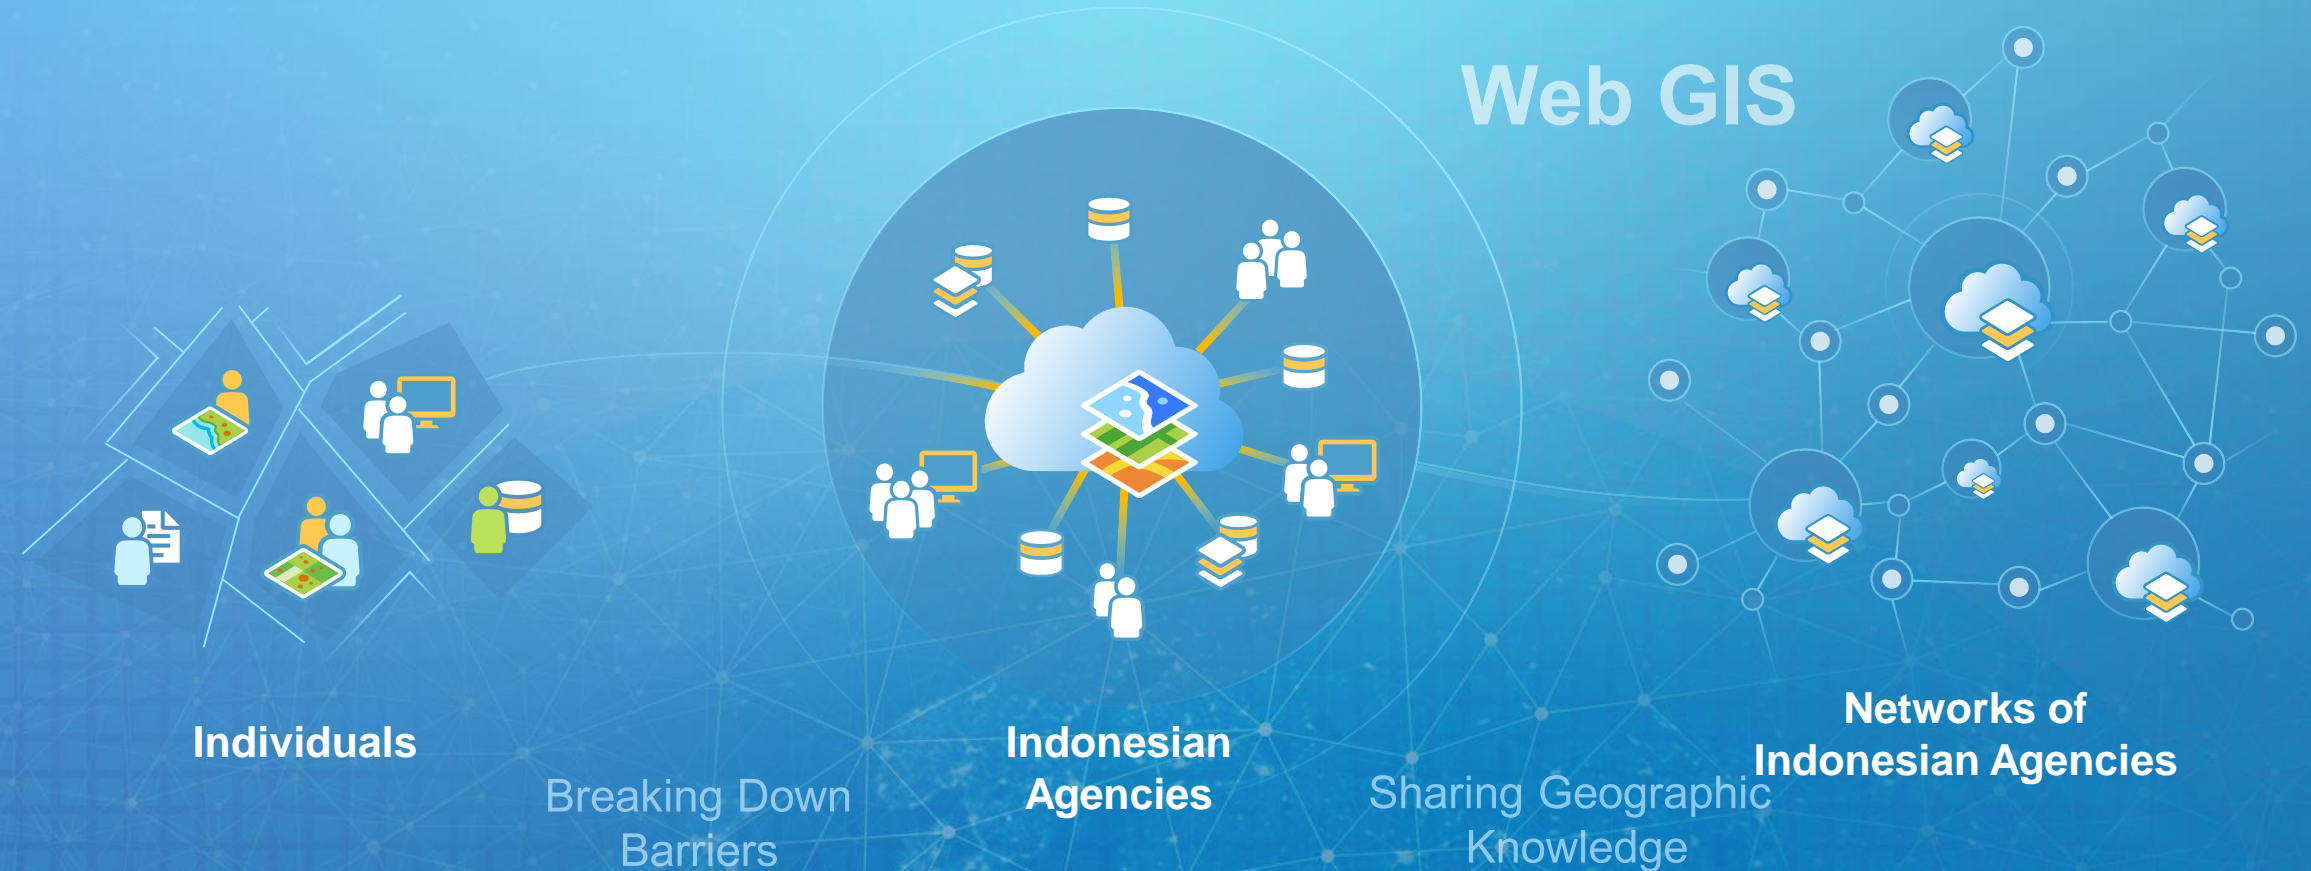 Web GIS
Individuals
Breaking Down
Barriers
Indonesian
Agencies
Sharing Geographic
Knowledge
Networks of
Indonesian Agencies